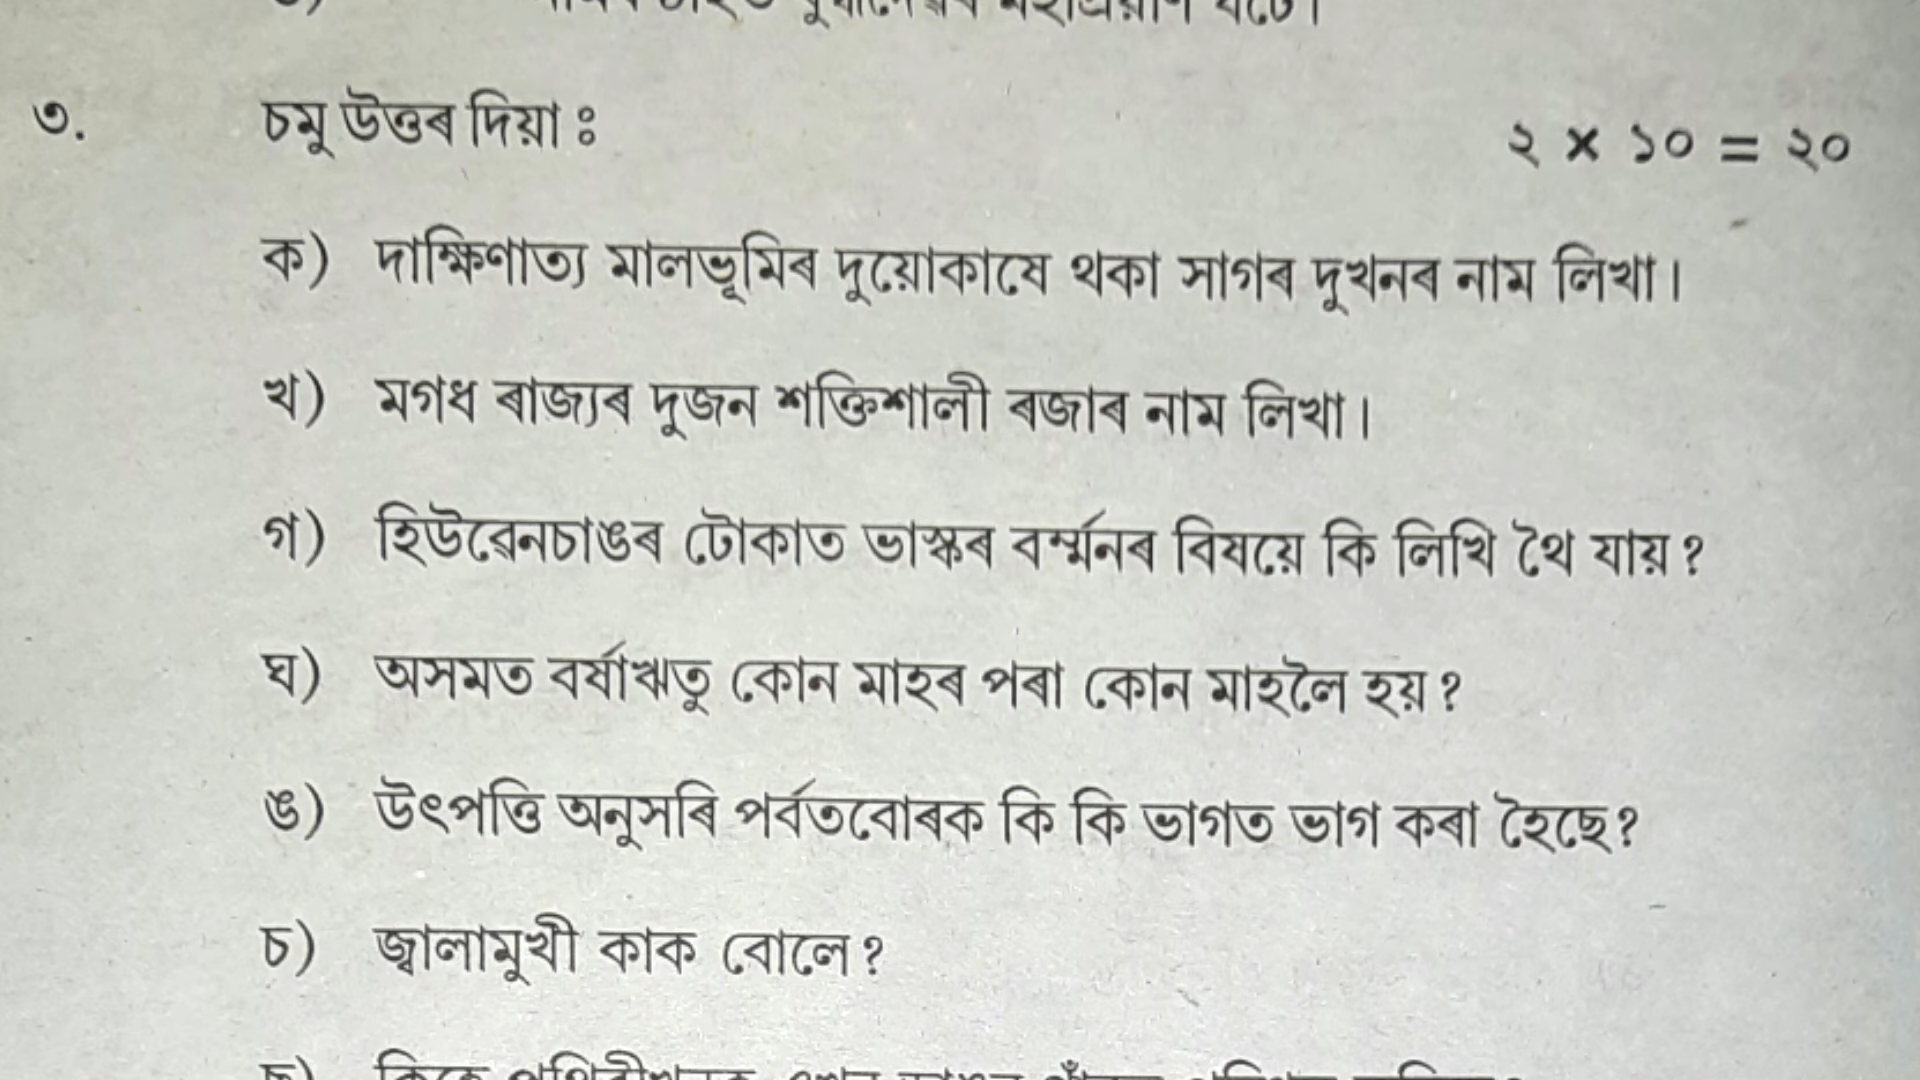 ৩. চমু উত্তৰ দিয়া ঃ ২ × ১০ = ২০
ক) দাক্ষিণাত্য মালভূমিৰ দুয়োকাষে থকা সাগৰ দুখনৰ নাম লিখা।
খ) মগধ ৰাজ্যৰ দুজন শক্তিশালী ৰজাৰ নাম লিখা।
গ) হিউৱেনচাঙৰ টোকাত ভাস্কৰ বৰ্ম্মনৰ বিষয়ে কি লিখি থৈ যায় ?
ঘ) অসমত বৰ্ষাঋতু কোন মাহৰ পৰা কোন মাহলৈ হয় ?
ঙ) উৎপত্তি অনুসৰি পৰ্বতবোৰক কি কি ভাগত ভাগ কৰা হৈছে ?
চ) জ্বালামুখী কাক বোলে ?